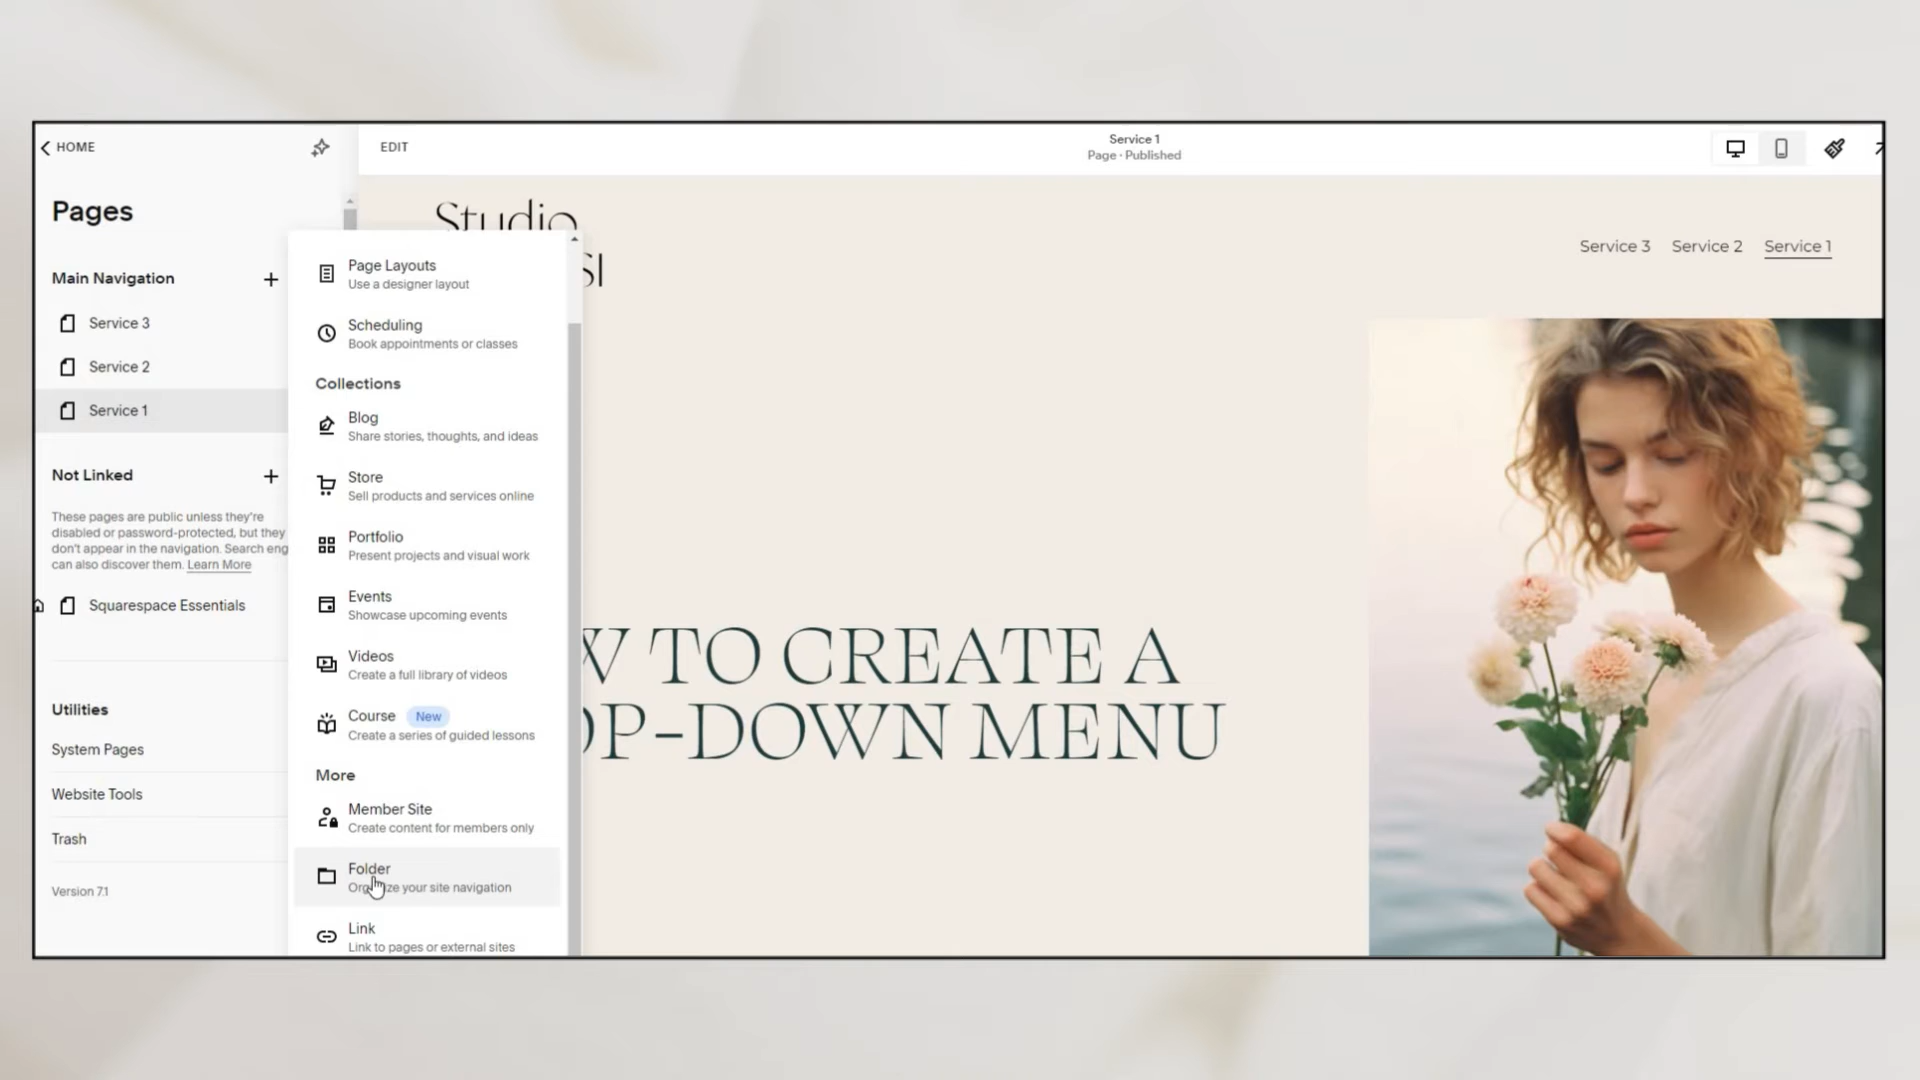 HOME
EDIT
Service 1
Page · Published
Pages
Studio
SI
Service 3 Service 2 Service 1
Main Navigation +
Service 3
Service 2
Service 1
Not Linked +
These pages are public unless they're
disabled or password-protected, but they
don't appear in the navigation. Search eng
can also discover them. Learn More
Squarespace Essentials
Utilities
System Pages
Website Tools
Trash
Version 7.1
Page Layouts
Use a designer layout
Scheduling
Book appointments or classes
Collections
Blog
Share stories, thoughts, and ideas
Store
Sell products and services online
Portfolio
Present projects and visual work
Events
Showcase upcoming events
Videos
Create a full library of videos
Course New
Create a series of guided lessons
More
Member Site
Create content for members only
Folder
Organize your site navigation
Link
Link to pages or external sites
W TO CREATE A
OP-DOWN MENU